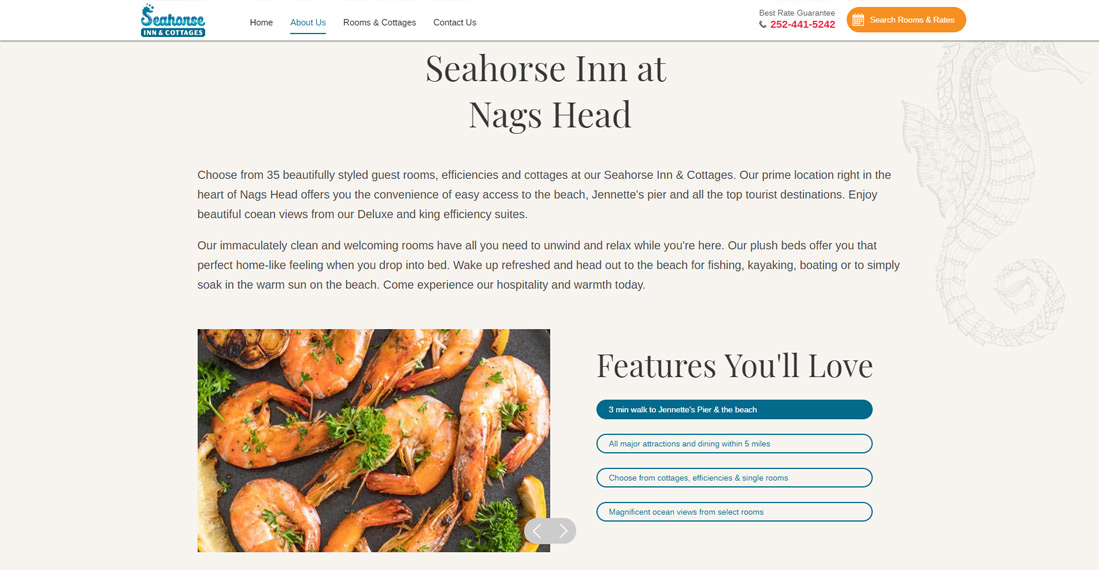 Seahorse
INN & COTTAGES
Home
About Us
Rooms & Cottages
Contact Us
Best Rate Guarantee
252-441-5242
Search Rooms & Rates
Seahorse Inn at
Nags Head
Choose from 35 beautifully styled guest rooms, efficiencies and cottages at our Seahorse Inn & Cottages. Our prime location right in the
heart of Nags Head offers you the convenience of easy access to the beach, Jennette's pier and all the top tourist destinations. Enjoy
beautiful ocean views from our Deluxe and king efficiency suites.
Our immaculately clean and welcoming rooms have all you need to unwind and relax while you're here. Our plush beds offer you that
perfect home-like feeling when you drop into bed. Wake up refreshed and head out to the beach for fishing, kayaking, boating or to simply
soak in the warm sun on the beach. Come experience our hospitality and warmth today.
Features You'll Love
3 min walk to Jennette's Pier & the beach
All major attractions and dining within 5 miles
Choose from cottages, efficiencies & single rooms
Magnificent ocean views from select rooms